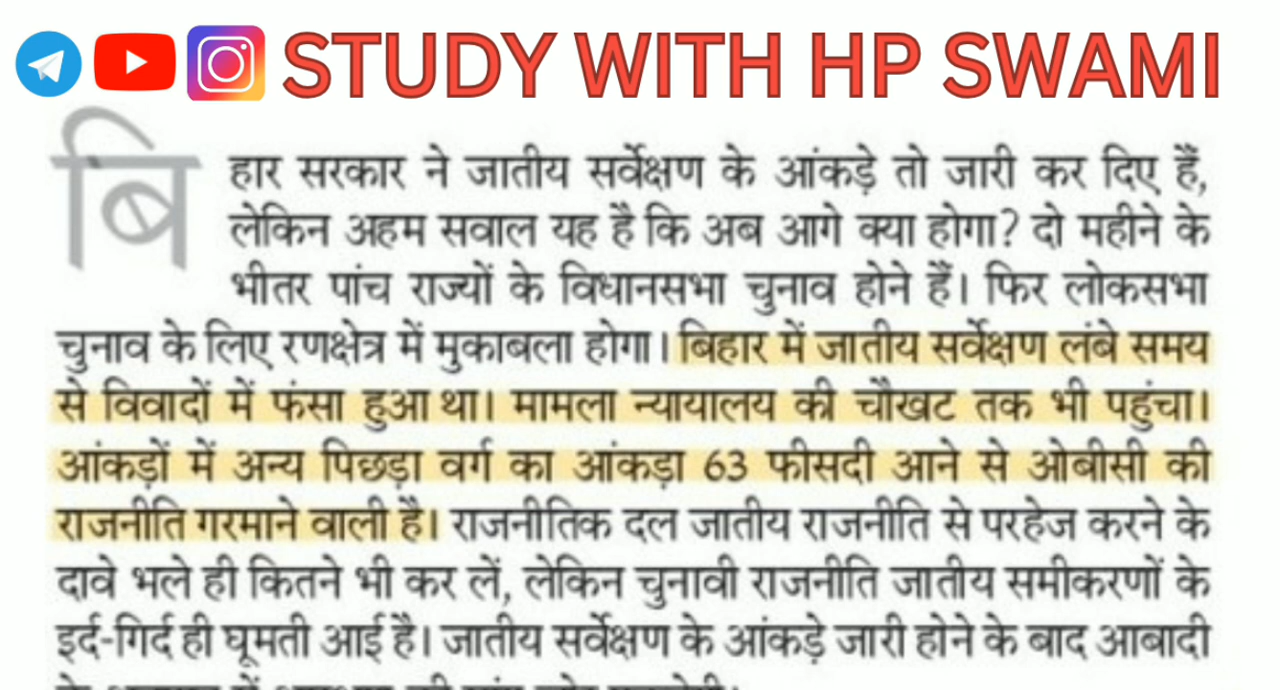 STUDY WITH HP SWAMI
बिहार सरकार ने जातीय सर्वेक्षण के आंकड़े तो जारी कर दिए हैं,
लेकिन अहम सवाल यह है कि अब आगे क्या होगा? दो महीने के
भीतर पांच राज्यों के विधानसभा चुनाव होने हैं। फिर लोकसभा
चुनाव के लिए रणक्षेत्र में मुकाबला होगा। बिहार में जातीय सर्वेक्षण लंबे समय
से विवादों में फंसा हुआ था। मामला न्यायालय की चौखट तक भी पहुंचा।
आंकड़ों में अन्य पिछड़ा वर्ग का आंकड़ा 63 फीसदी आने से ओबीसी की
राजनीति गरमाने वाली है। राजनीतिक दल जातीय राजनीति से परहेज करने के
दावे भले ही कितने भी कर लें, लेकिन चुनावी राजनीति जातीय समीकरणों के
इर्द-गिर्द ही घूमती आई है। जातीय सर्वेक्षण के आंकड़े जारी होने के बाद आबादी